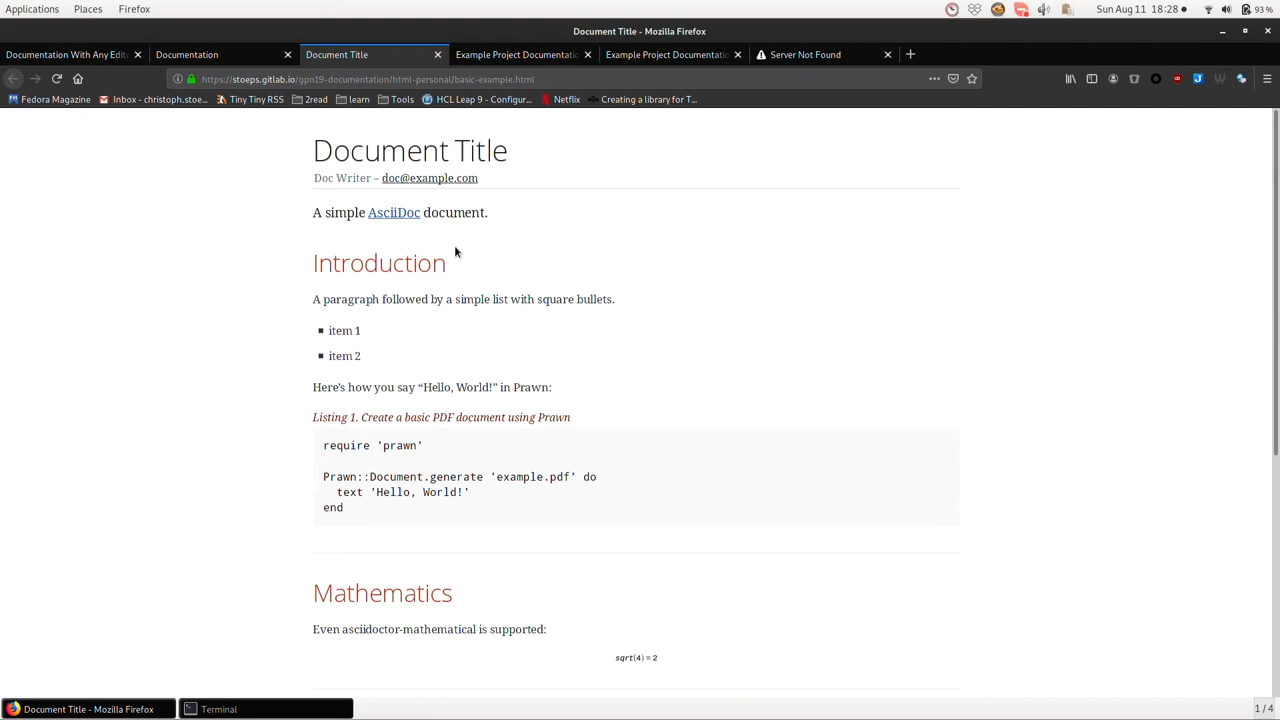 Applications Places Firefox Sun Aug 11 18:28 93 %
Document Title - Mozilla Firefox
Documentation With Any Edit Documentation Document Title Example Project Documentati Example Project Documentati Server Not Found
https://stoeps.gitlab.io/gpn19-documentation/html-personal/basic-example.html
Fedora Magazine Inbox - christoph.stoe... Tiny Tiny RSS 2read learn Tools HCL Leap 9 - Configur... Netflix Creating a library for T...
Document Title
Doc Writer – doc@example.com
A simple AsciiDoc document.
Introduction
A paragraph followed by a simple list with square bullets.
item 1
item 2
Here's how you say “Hello, World!” in Prawn:
Listing 1. Create a basic PDF document using Prawn
require 'prawn'
Prawn::Document.generate 'example.pdf' do
text 'Hello, World!'
end
Mathematics
Even asciidoctor-mathematical is supported:
sqrt(4) = 2
Document Title - Mozilla Firefox Terminal 1 / 4